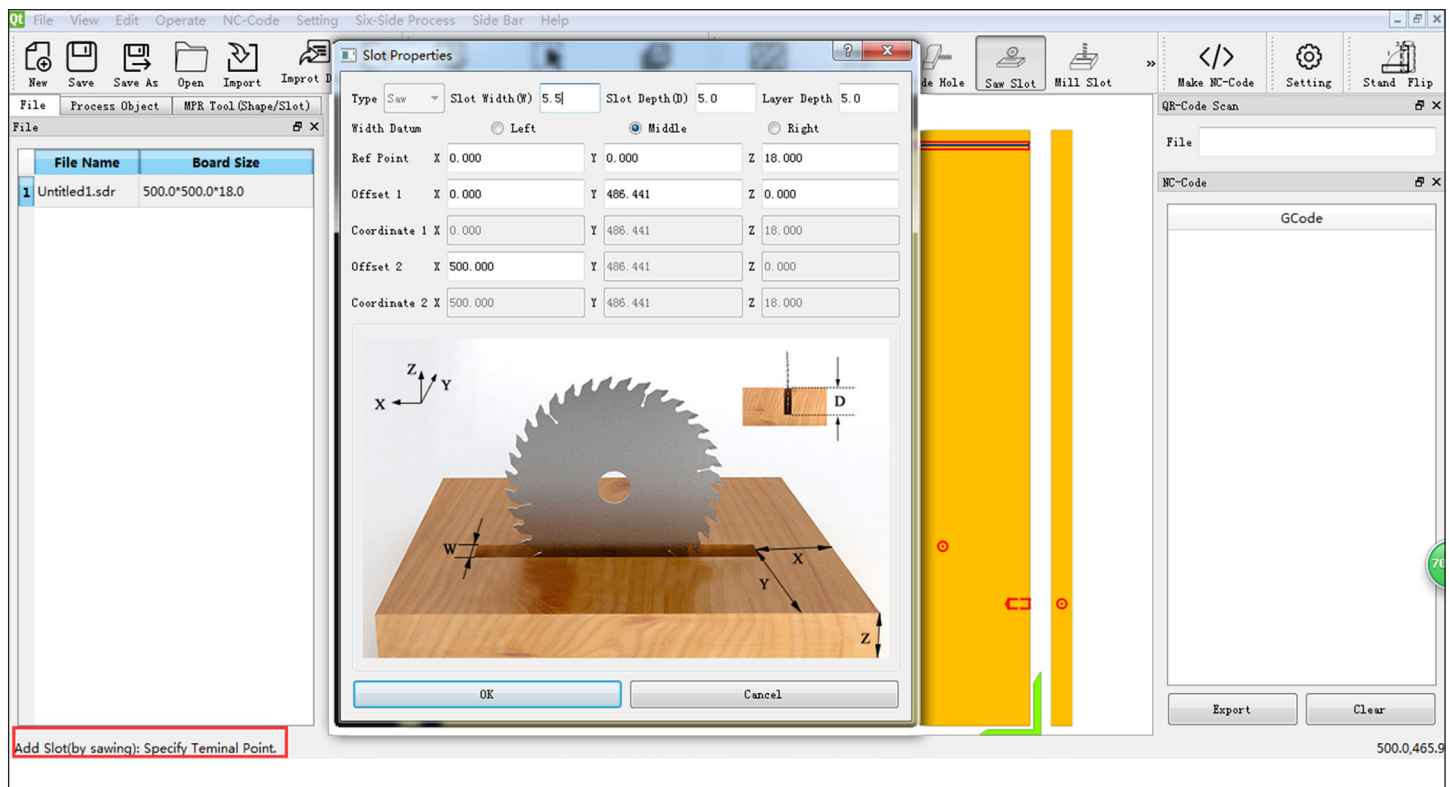 Qt File View Edit Operate NC-Code Setting Six-Side Process Side Bar Help
New Save Save As Open Import Improt Hole Saw Slot Mill Slot » Make NC-Code Setting Stand Flip
Slot Properties
File Process Object MPR Tool(Shape/Slot)
File
File Name Board Size
1 Untitled1.sdr 500.0*500.0*18.0
Type Saw Slot Width(W) 5.5 Slot Depth(D) 5.0 Layer Depth 5.0
Width Datum Left Middle Right
Ref Point X 0.000 Y 0.000 Z 18.000
Offset 1 X 0.000 Y 486.441 Z 0.000
Coordinate 1 X 0.000 Y 486.441 Z 18.000
Offset 2 X 500.000 Y 486.441 Z 0.000
Coordinate 2 X 500.000 Y 486.441 Z 18.000
Z
Y
X
D
W
X
Y
Z
OK Cancel
QR-Code Scan
File
NC-Code
GCode
70
Export Clear
Add Slot(by sawing): Specify Teminal Point.
500.0,465.9